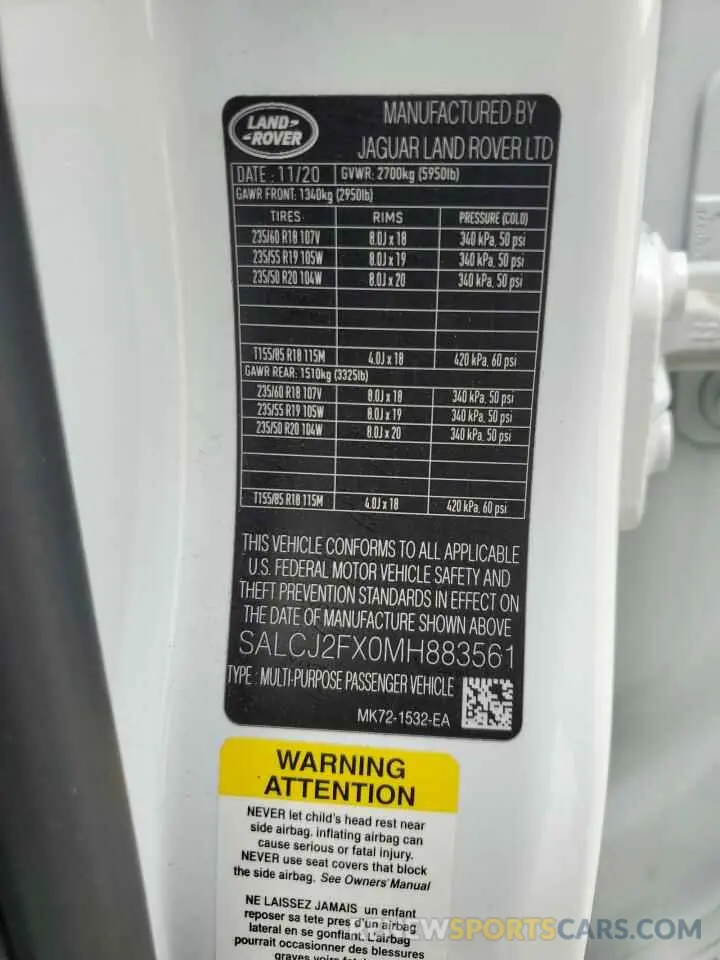 LAND-
-ROVER
MANUFACTURED BY
JAGUAR LAND ROVER LTD
DATE : 11/20 GVWR: 2700kg (5950lb)
GAWR FRONT: 1340kg (2950lb)
TIRES RIMS PRESSURE (COLD)
235/60 R18 107V 8.0J x 18 340 kPa, 50 psi
235/55 R19 105W 8.0J x 19 340 kPa, 50 psi
235/50 R20 104W 8.0J x 20 340 kPa, 50 psi
T155/85 R18 115M 4.0J x 18 420 kPa, 60 psi
GAWR REAR: 1510kg (3325lb)
235/60 R18 107V 8.0J x 18 340 kPa, 50 psi
235/55 R19 105W 8.0J x 19 340 kPa, 50 psi
235/50 R20 104W 8.0J x 20 340 kPa, 50 psi
T155/85 R18 115M 4.0J x 18 420 kPa, 60 psi
THIS VEHICLE CONFORMS TO ALL APPLICABLE
U.S. FEDERAL MOTOR VEHICLE SAFETY AND
THEFT PREVENTION STANDARDS IN EFFECT ON
THE DATE OF MANUFACTURE SHOWN ABOVE
SALCJ2FX0MH883561
TYPE : MULTI-PURPOSE PASSENGER VEHICLE
MK72-1532-EA
WARNING
ATTENTION
NEVER let child's head rest near
side airbag. inflating airbag can
cause serious or fatal injury.
NEVER use seat covers that block
the side airbag. See Owners' Manual
NE LAISSEZ JAMAIS un enfant
reposer sa tete pres d'un airbag
lateral en se gonflant. L'airbag
pourrait occasionner des blessures
graves voire
RENEWSPORTSCARS.COM